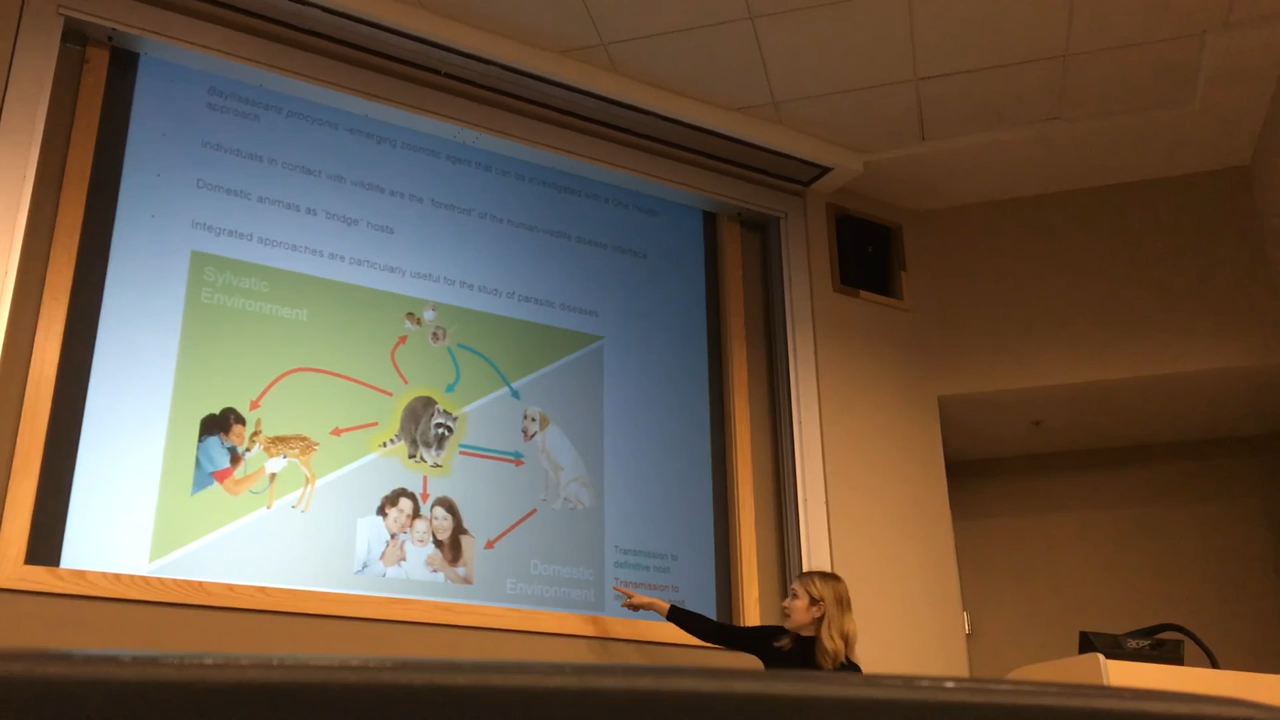 Baylisascaris procyonis –emerging zoonotic agent that can be investigated with a One Health
approach
Individuals in contact with wildlife are the "forefront" of the human-wildlife disease interface
Domestic animals as "bridge" hosts
Integrated approaches are particularly useful for the study of parasitic diseases
Sylvatic
Environment
Domestic
Environment
Transmission to
definitive host
Transmission to
host
acer